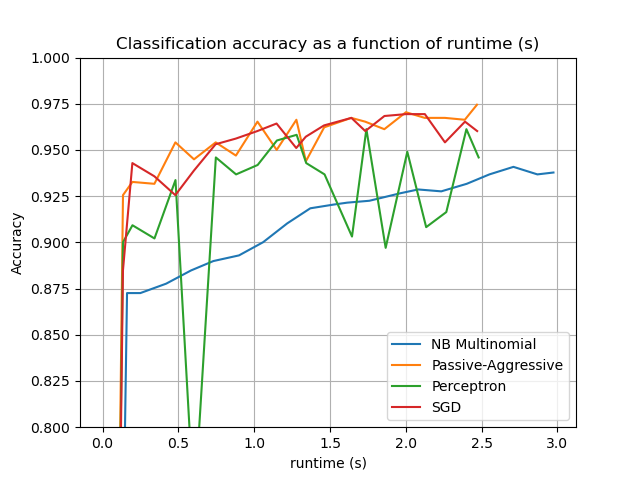 Classification accuracy as a function of runtime (s)
1.000
0.975
0.950
0.925
0.900
0.875
0.850
0.825
0.800
Accuracy
NB Multinomial
Passive-Aggressive
Perceptron
SGD
0.0 0.5 1.0 1.5 2.0 2.5 3.0
runtime (s)